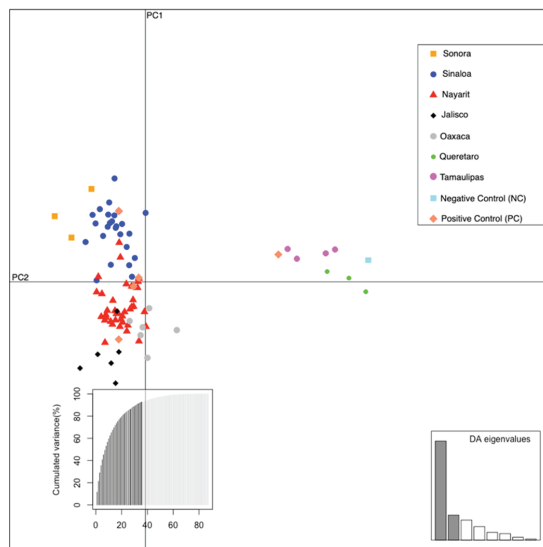 PC1
Sonora
Sinaloa
Nayarit
Jalisco
Oaxaca
Queretaro
Tamaulipas
Negative Control (NC)
Positive Control (PC)
PC2
Cumulated variance(%)
100
80
60
40
20
0
0 20 40 60 80
DA eigenvalues